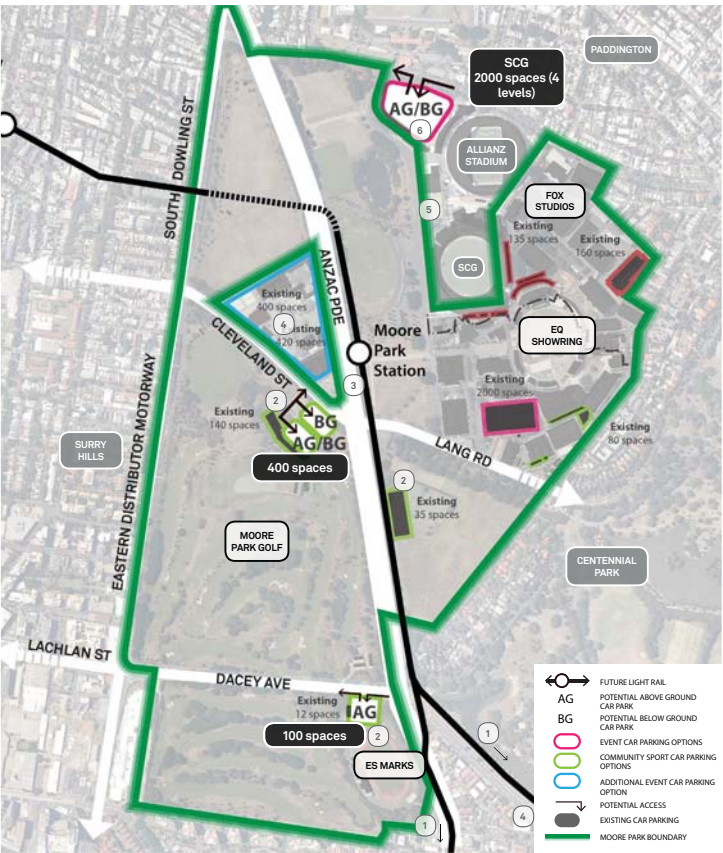 PADDINGTON
SCG
2000 spaces (4
levels)
AG/BG
6
ALLIANZ
STADIUM
SOUTH DOWLING ST
FOX
STUDIOS
5
Existing
135 spaces
Existing
160 spaces
SCG
ANZAC PDE
Existing
400 spaces
4
120 spaces
EQ
SHOWRING
Moore
Park
Station
CLEVELAND ST
3
2
Existing
140 spaces
BG
AG/BG
400 spaces
Existing
2000 spaces
Existing
80 spaces
LANG RD
SURRY
HILLS
EASTERN DISTRIBUTOR MOTORWAY
2
Existing
35 spaces
MOORE
PARK GOLF
CENTENNIAL
PARK
LACHLAN ST
DACEY AVE
Existing
12 spaces
AG
100 spaces
2
ES MARKS
1
1
4
FUTURE LIGHT RAIL
AG
POTENTIAL ABOVE GROUND
CAR PARK
BG
POTENTIAL BELOW GROUND
CAR PARK
EVENT CAR PARKING OPTIONS
COMMUNITY SPORT CAR PARKING
OPTIONS
ADDITIONAL EVENT CAR PARKING
OPTION
POTENTIAL ACCESS
EXISTING CAR PARKING
MOORE PARK BOUNDARY